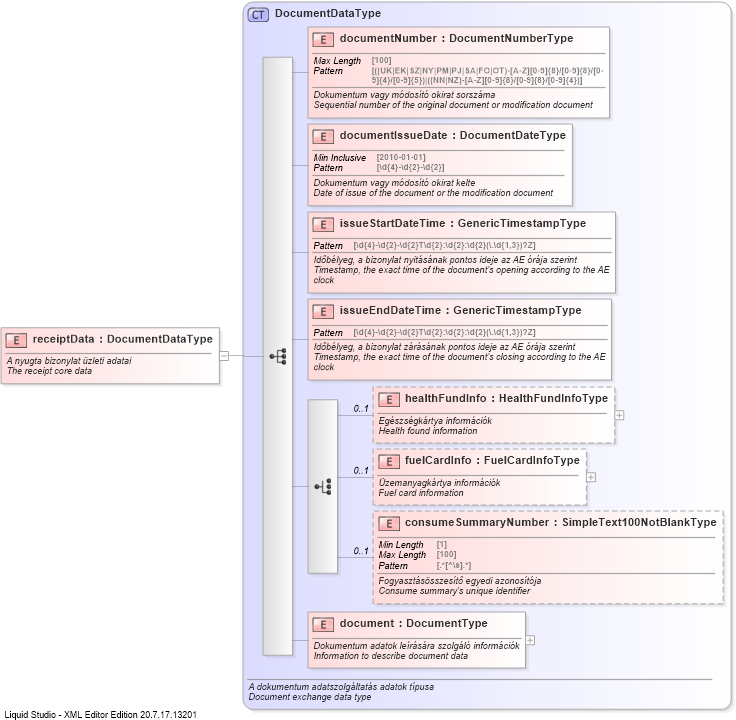 CT DocumentDataType
E documentNumber : DocumentNumberType
Max Length [100]
Pattern [((UK|EK|SZ|NY|PM|PJ|SA|FO|OT)-[A-Z][0-9]{8}/[0-9]{8}/[0-
9]{4}/[0-9]{5})|((NN|NZ)-[A-Z][0-9]{8}/[0-9]{8}/[0-9]{4})]
Dokumentum vagy módosító okirat sorszáma
Sequential number of the original document or modification document
E documentIssueDate : DocumentDateType
Min Inclusive [2010-01-01]
Pattern [\d{4}-\d{2}-\d{2}]
Dokumentum vagy módosító okirat kelte
Date of issue of the document or the modification document
E issueStartDateTime : GenericTimestampType
Pattern [\d{4}-\d{2}-\d{2}T\d{2}:\d{2}:\d{2}(\.\d{1,3})?Z]
Időbélyeg, a bizonylat nyitásának pontos ideje az AE órája szerint
Timestamp, the exact time of the document's opening according to the AE
clock
E issueEndDateTime : GenericTimestampType
Pattern [\d{4}-\d{2}-\d{2}T\d{2}:\d{2}:\d{2}(\.\d{1,3})?Z]
Időbélyeg, a bizonylat zárásának pontos ideje az AE órája szerint
Timestamp, the exact time of the document's closing according to the AE
clock
E receiptData : DocumentDataType
A nyugta bizonylat üzleti adatai
The receipt core data
0..1
E healthFundInfo : HealthFundInfoType
Egészségkártya információk
Health found information
0..1
E fuelCardInfo : FuelCardInfoType
Üzemanyagkártya információk
Fuel card information
0..1
E consumeSummaryNumber : SimpleText100NotBlankType
Min Length [1]
Max Length [100]
Pattern [.*[^\s].*]
Fogyasztásösszesítő egyedi azonosítója
Consume summary's unique identifier
E document : DocumentType
Dokumentum adatok leírására szolgáló információk
Information to describe document data
A dokumentum adatszolgáltatás adatok típusa
Document exchange data type
Liquid Studio - XML Editor Edition 20.7.17.13201